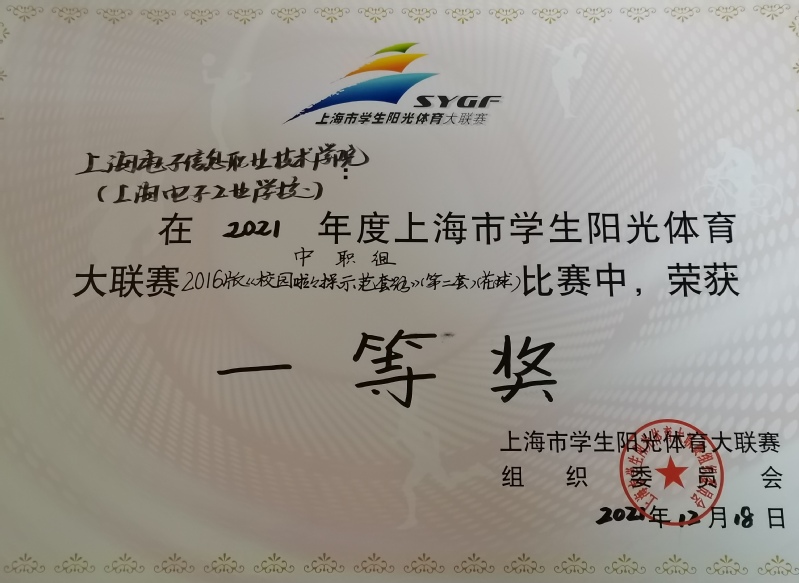 SYGF
上海市学生阳光体育大联赛
上海电子信息职业技术学院
（上海电子工业学校）:
在 2021 年度上海市学生阳光体育
中职组
大联赛2016版《校园啦啦操示范套路》(第二套)(花球)比赛中，荣获
一等奖
上海市学生阳光体育大联赛
组织委员会
2021年12月18日